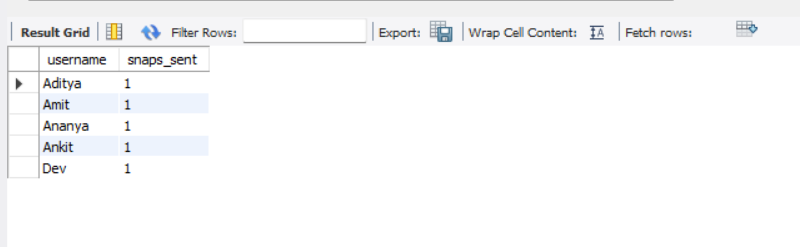 Result Grid Filter Rows: Export: Wrap Cell Content: Fetch rows:
username snaps_sent
Aditya 1
Amit 1
Ananya 1
Ankit 1
Dev 1